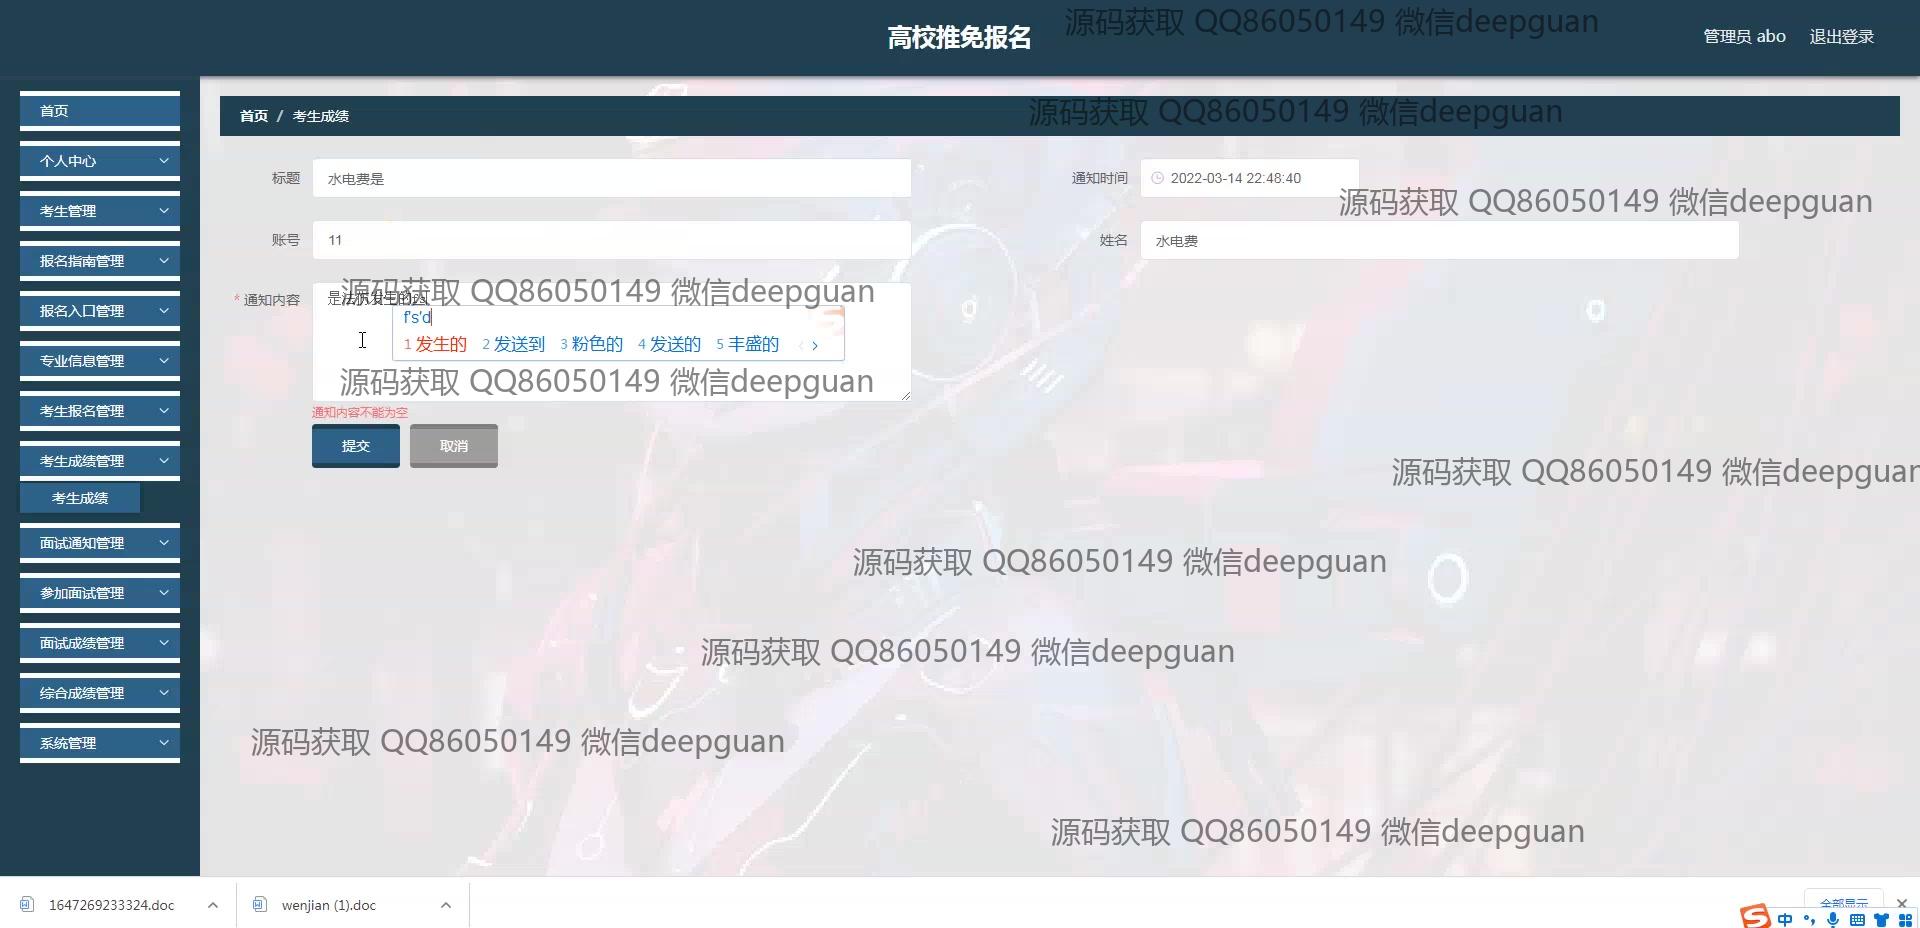 高校推免报名
源码获取 QQ86050149 微信deepguan
管理员 abo
退出登录
首页
个人中心
考生管理
报名指南管理
报名入口管理
专业信息管理
考生报名管理
考生成绩管理
考生成绩
面试通知管理
参加面试管理
面试成绩管理
综合成绩管理
系统管理
首页 / 考生成绩
源码获取 QQ86050149 微信deepguan
标题 水电费是
通知时间 2022-03-14 22:48:40
源码获取 QQ86050149 微信deepguan
账号 11
姓名 水电费
* 通知内容
源码获取 QQ86050149 微信deepguan
f's'd
1 发生的 2 发送到 3 粉色的 4 发送的 5 丰盛的
源码获取 QQ86050149 微信deepguan
通知内容不能为空
提交 取消
源码获取 QQ86050149 微信deepguan
源码获取 QQ86050149 微信deepguan
源码获取 QQ86050149 微信deepguan
源码获取 QQ86050149 微信deepguan
源码获取 QQ86050149 微信deepguan
1647269233324.doc
wenjian (1).doc
全部显示
中